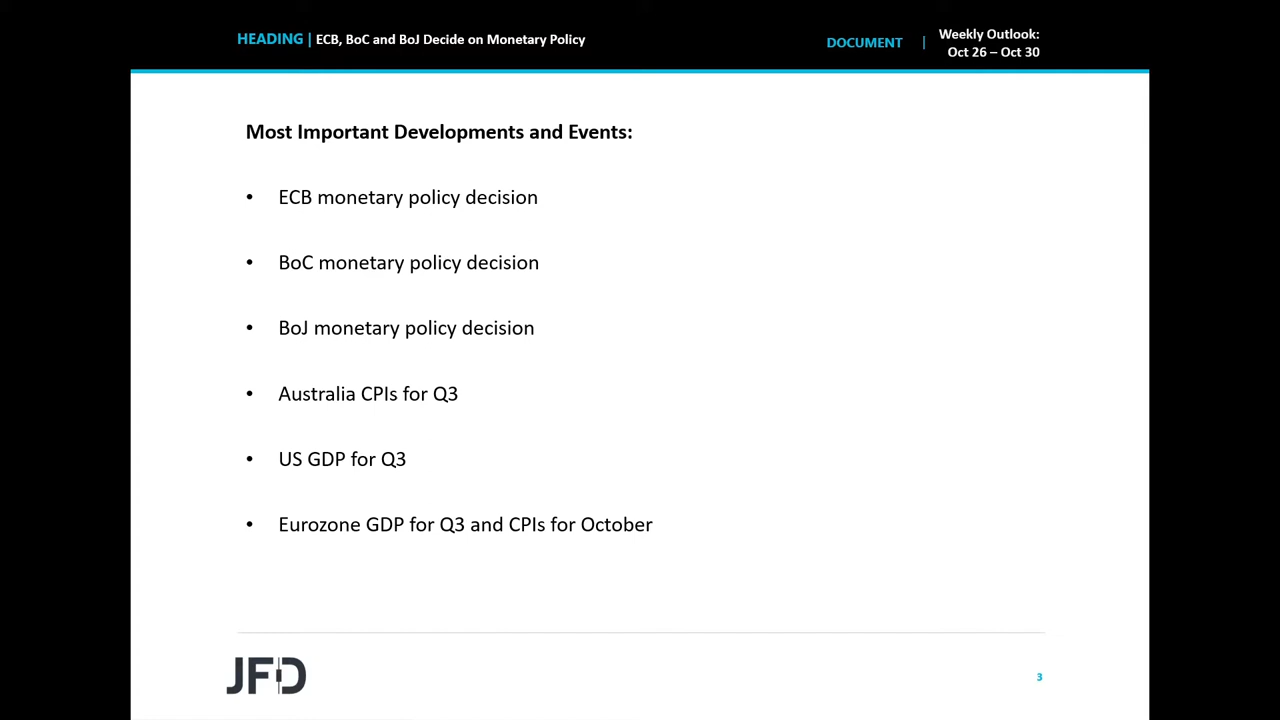 HEADING | ECB, BoC and BoJ Decide on Monetary Policy
DOCUMENT | Weekly Outlook:
Oct 26 – Oct 30
Most Important Developments and Events:
• ECB monetary policy decision
• BoC monetary policy decision
• BoJ monetary policy decision
• Australia CPIs for Q3
• US GDP for Q3
• Eurozone GDP for Q3 and CPIs for October
JFD
3